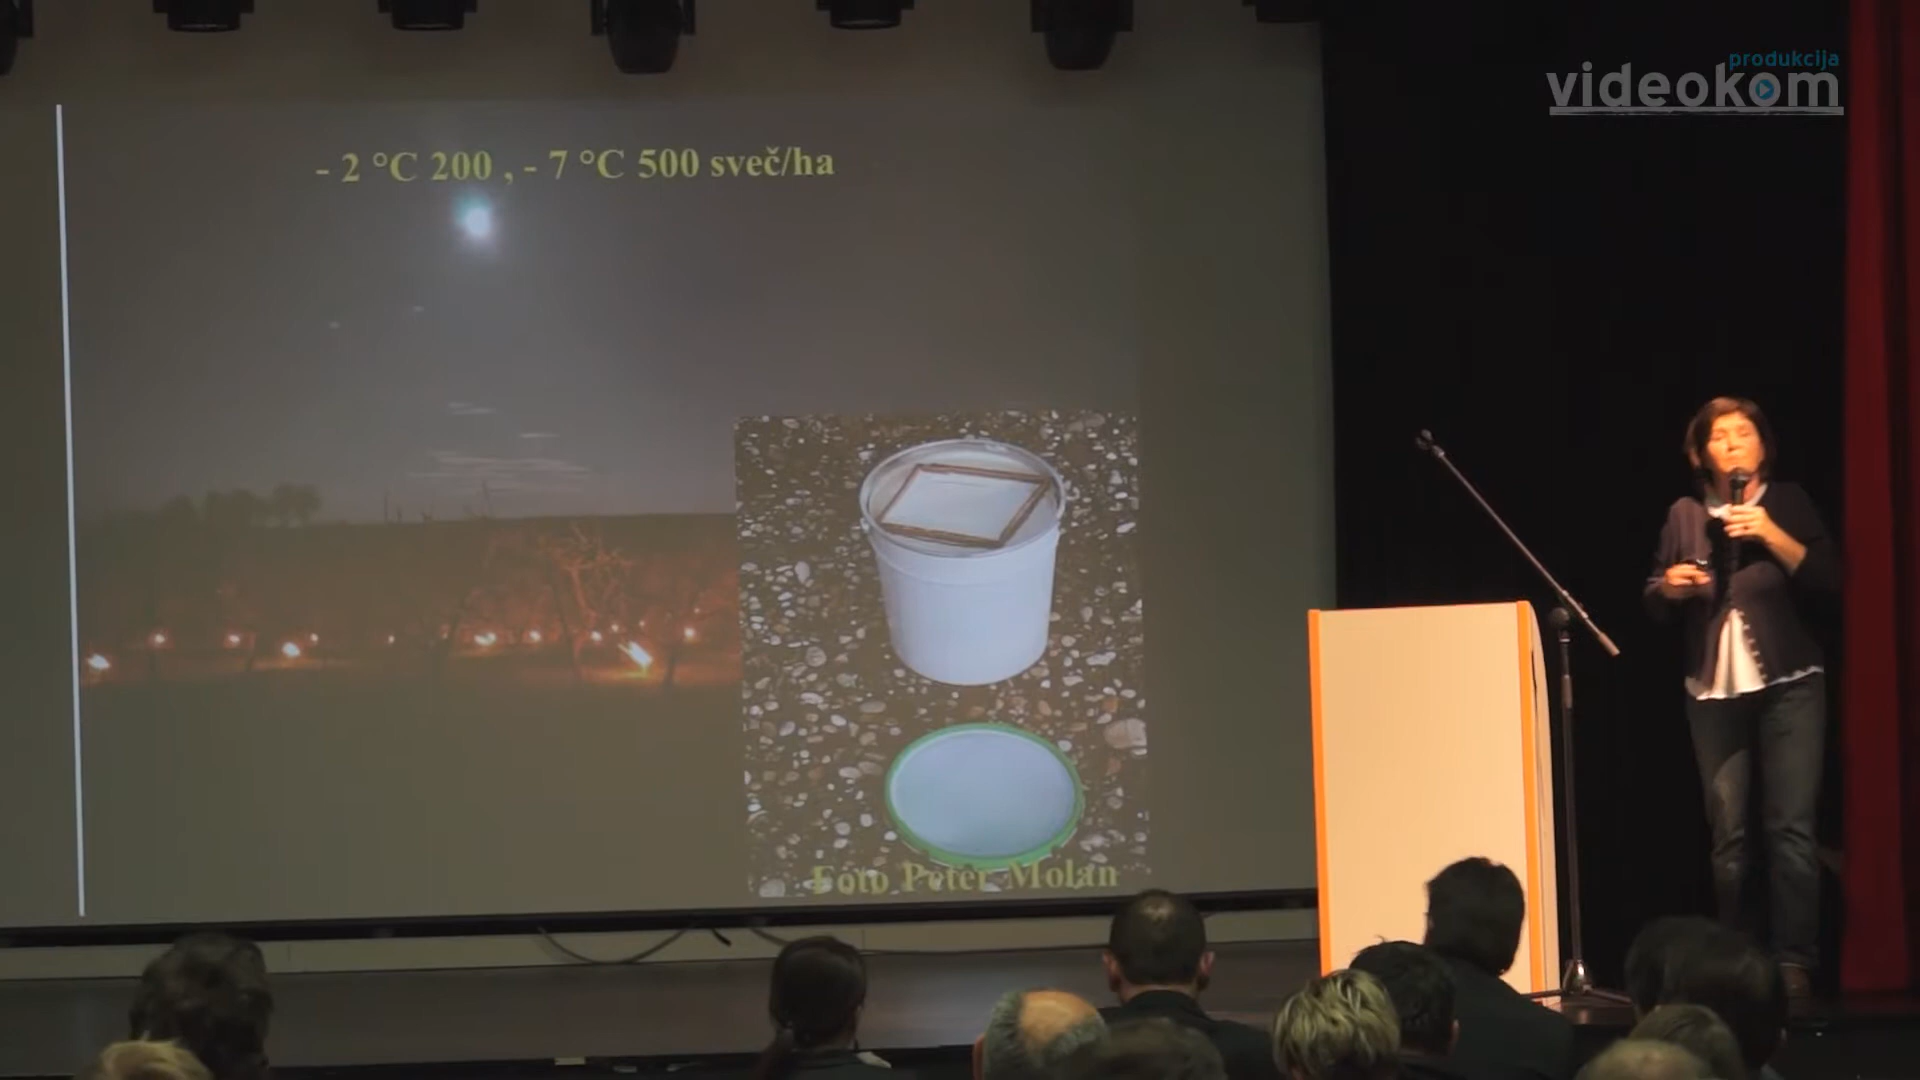 produkcija
videokom
- 2 °C 200 , - 7 °C 500 sveč/ha
Foto Peter Molan